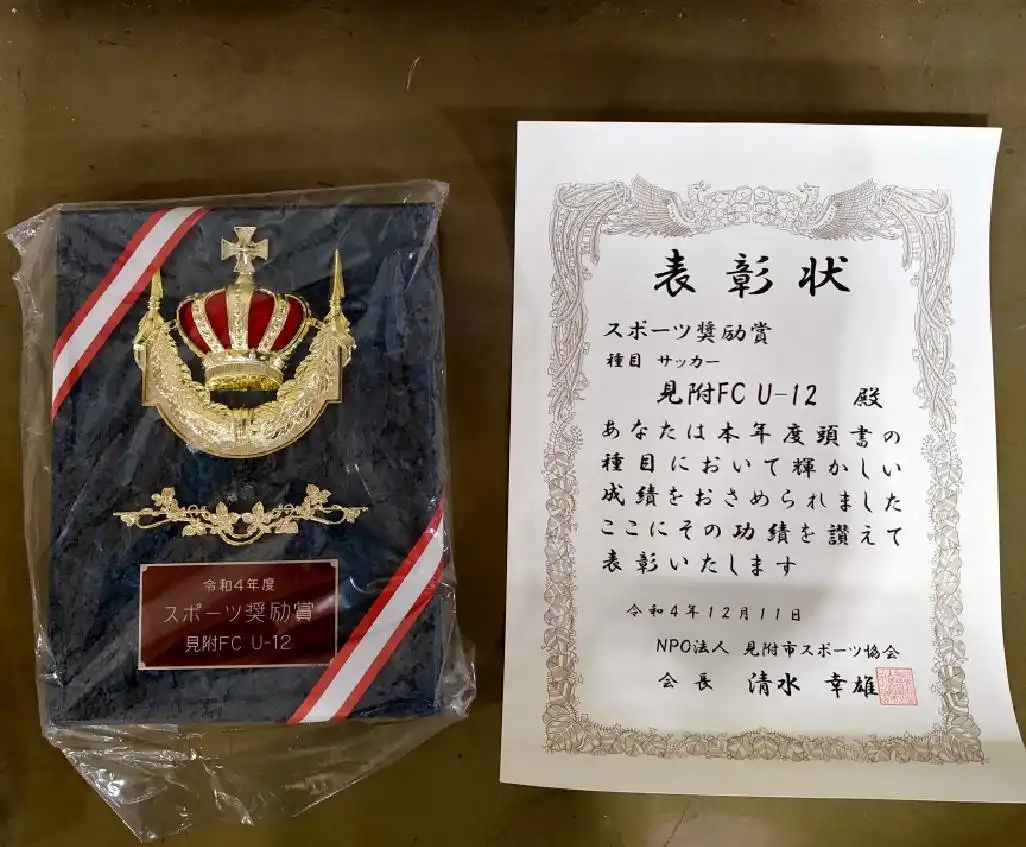 令和4年度
スポーツ奨励賞
見附FC U-12
表彰状
スポーツ奨励賞
種目 サッカー
見附FC U-12 殿
あなたは本年度頭書の
種目において輝かしい
成績をおさめられました
ここにその功績を讃えて
表彰いたします
令和4年12月11日
NPO法人 見附市スポーツ協会
会長 清水 幸雄